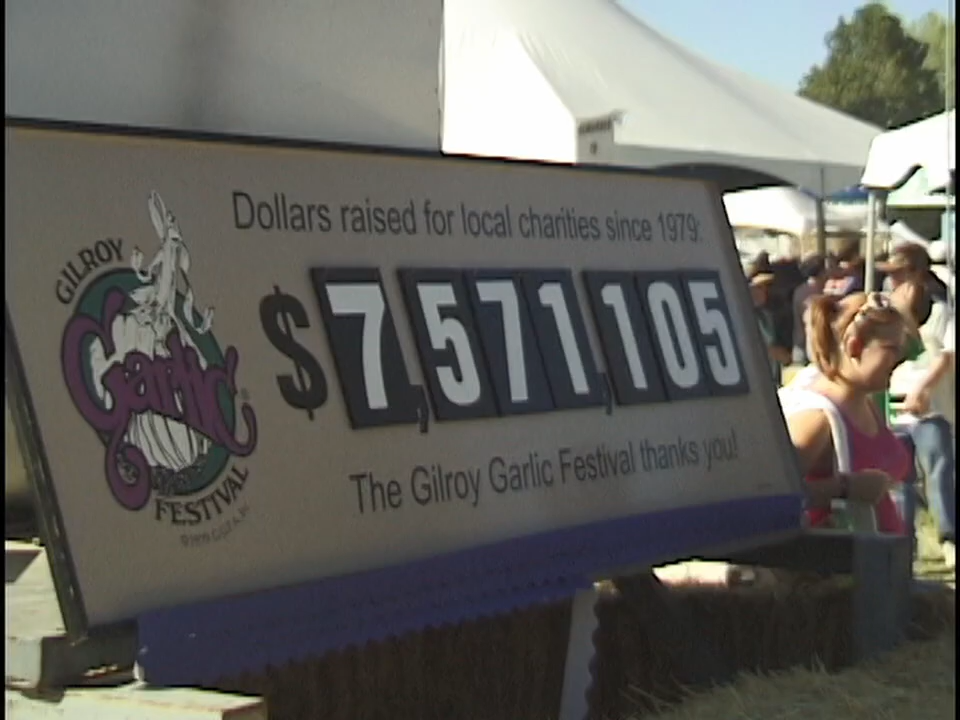 Dollars raised for local charities since 1979:
GILROY
Garlic
FESTIVAL
$7,571,105
The Gilroy Garlic Festival thanks you!